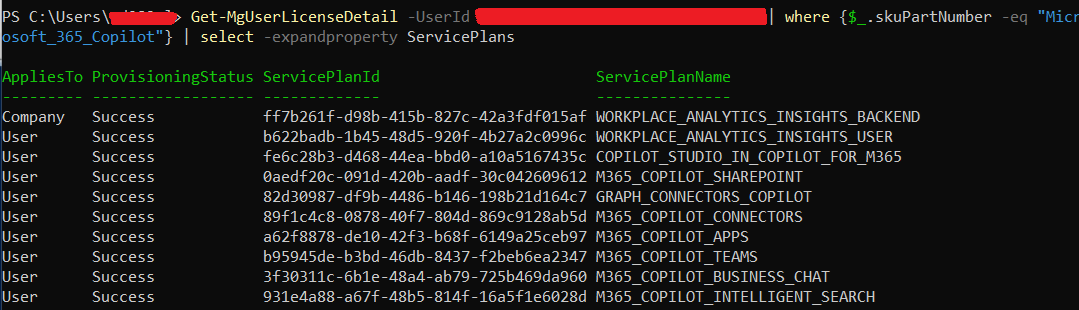 PS C:\Users\> Get-MgUserLicenseDetail -UserId | where {$_.skuPartNumber -eq "Micr
osoft_365_Copilot"} | select -expandproperty ServicePlans
AppliesTo ProvisioningStatus ServicePlanId ServicePlanName
--------- ------------------ ------------- ---------------
Company Success ff7b261f-d98b-415b-827c-42a3fdf015af WORKPLACE_ANALYTICS_INSIGHTS_BACKEND
User Success b622badb-1b45-48d5-920f-4b27a2c0996c WORKPLACE_ANALYTICS_INSIGHTS_USER
User Success fe6c28b3-d468-44ea-bbd0-a10a5167435c COPILOT_STUDIO_IN_COPILOT_FOR_M365
User Success 0aedf20c-091d-420b-aadf-30c042609612 M365_COPILOT_SHAREPOINT
User Success 82d30987-df9b-4486-b146-198b21d164c7 GRAPH_CONNECTORS_COPILOT
User Success 89f1c4c8-0878-40f7-804d-869c9128ab5d M365_COPILOT_CONNECTORS
User Success a62f8878-de10-42f3-b68f-6149a25ceb97 M365_COPILOT_APPS
User Success b95945de-b3bd-46db-8437-f2beb6ea2347 M365_COPILOT_TEAMS
User Success 3f30311c-6b1e-48a4-ab79-725b469da960 M365_COPILOT_BUSINESS_CHAT
User Success 931e4a88-a67f-48b5-814f-16a5f1e6028d M365_COPILOT_INTELLIGENT_SEARCH